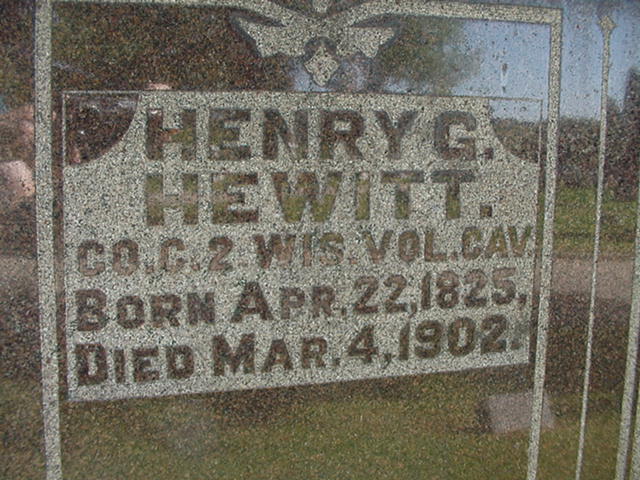 HENRY G.
HEWITT.
CO.C.2 WIS.VOL.CAV.
BORN APR.22,1825.
DIED MAR.4,1902.